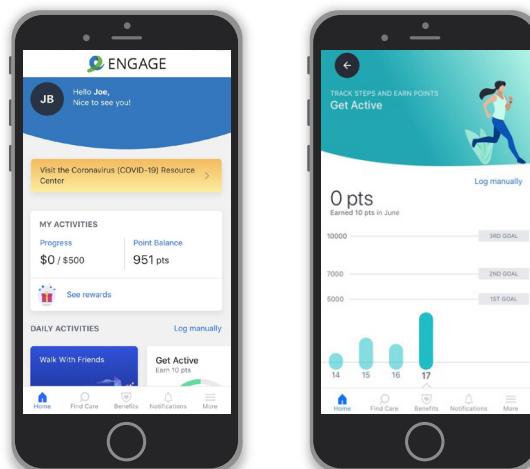 ENGAGE
JB
Hello Joe,
Nice to see you!
Visit the Coronavirus (COVID-19) Resource
Center
MY ACTIVITIES
Progress
Point Balance
$0 / $500
951 pts
See rewards
DAILY ACTIVITIES
Log manually
Walk With Friends
Get Active
Earn 10 pts
Home
Find Care
Benefits
Notifications
More
TRACK STEPS AND EARN POINTS
Get Active
Log manually
0 pts
Earned 10 pts in June
10000
3RD GOAL
7000
2ND GOAL
5000
1ST GOAL
14
15
16
17
Home
Find Care
Benefits
Notifications
More